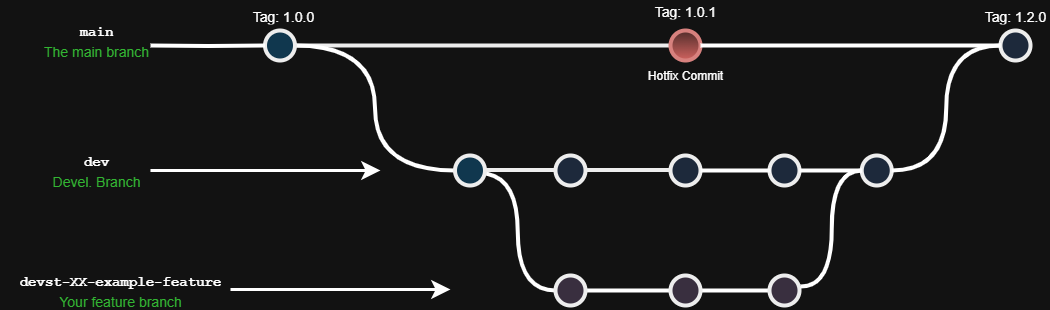 Tag: 1.0.0
Tag: 1.0.1
Tag: 1.2.0
main
The main branch
Hotfix Commit
dev
Devel. Branch
devst-XX-example-feature
Your feature branch